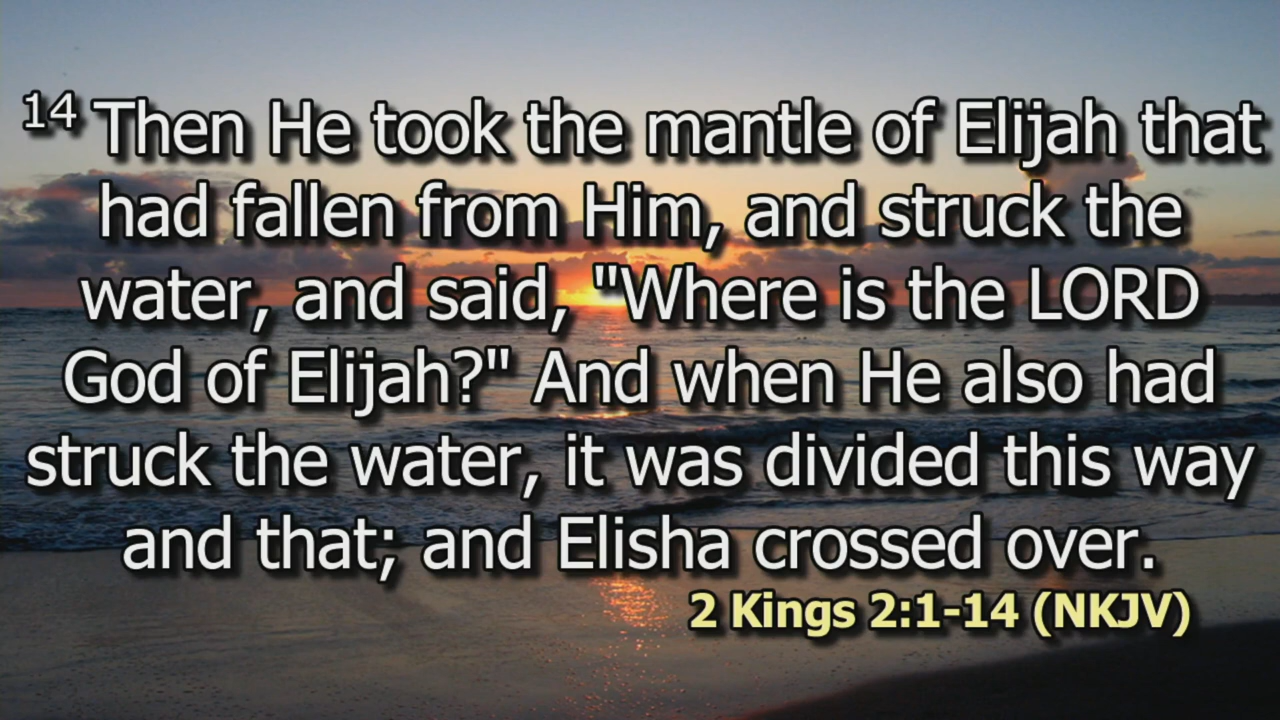 14 Then He took the mantle of Elijah that
had fallen from Him, and struck the
water, and said, "Where is the LORD
God of Elijah?" And when He also had
struck the water, it was divided this way
and that; and Elisha crossed over.
2 Kings 2:1-14 (NKJV)